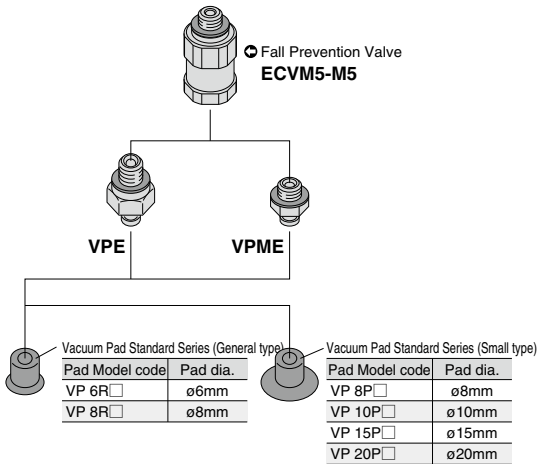 Fall Prevention Valve
ECVM5-M5
VPE
VPME
Vacuum Pad Standard Series (General type)
Pad Model code Pad dia.
VP 6R□ ø6mm
VP 8R□ ø8mm
Vacuum Pad Standard Series (Small type)
Pad Model code Pad dia.
VP 8P□ ø8mm
VP 10P□ ø10mm
VP 15P□ ø15mm
VP 20P□ ø20mm